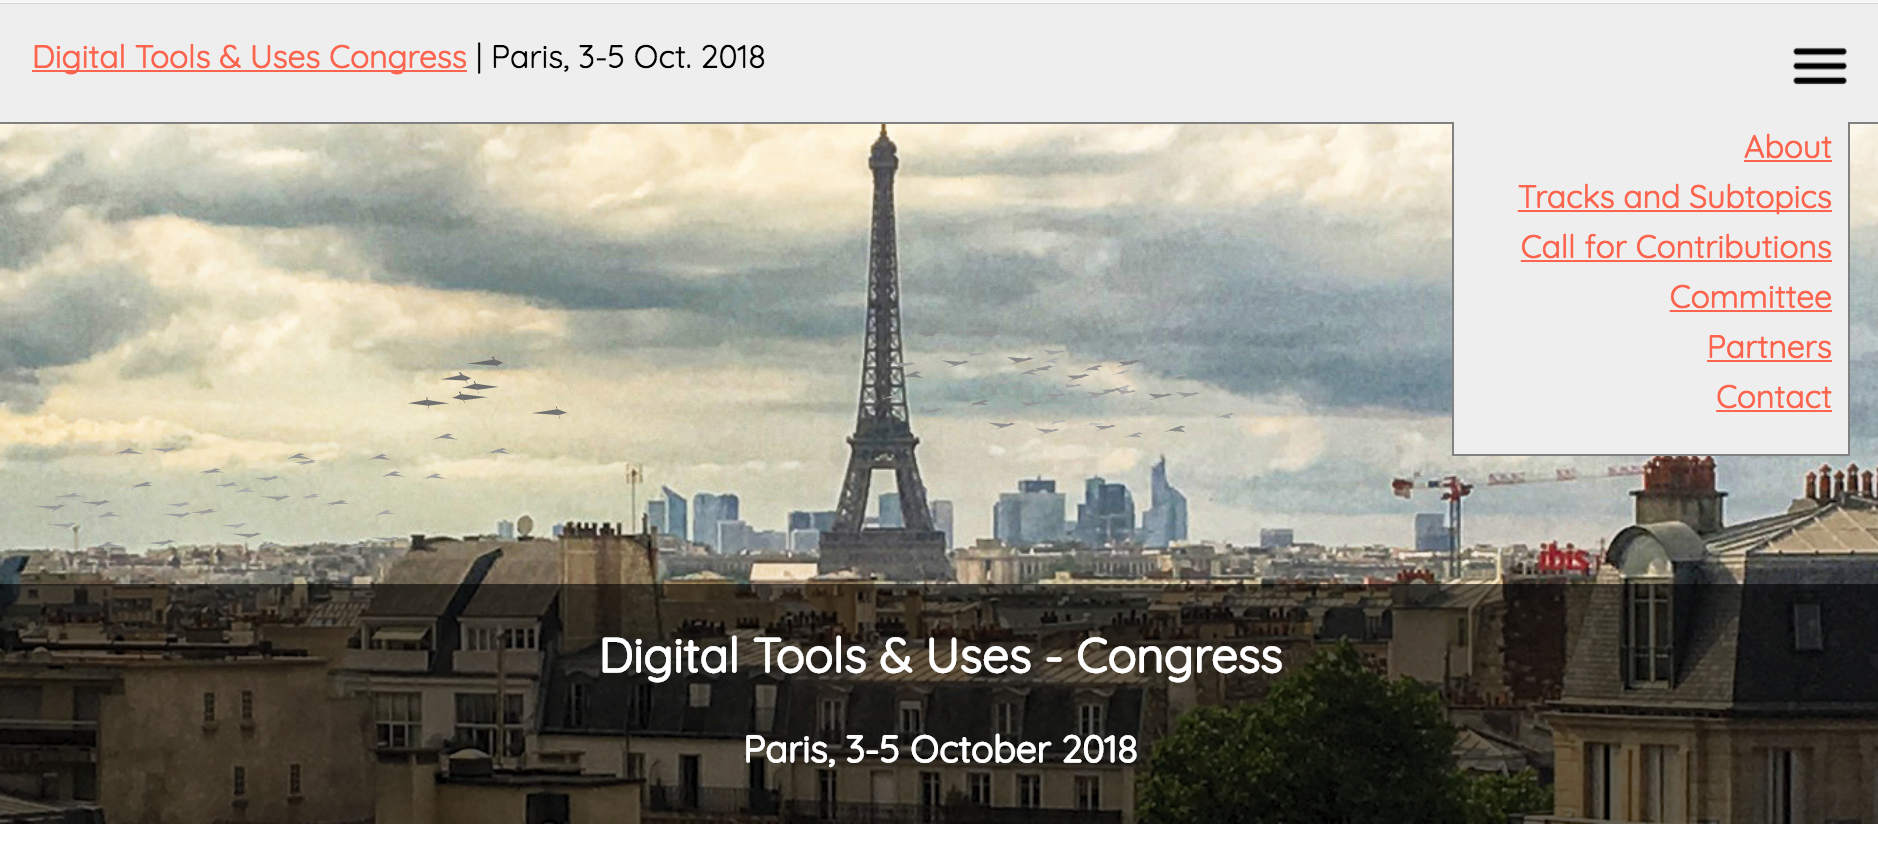 Digital Tools & Uses Congress | Paris, 3-5 Oct. 2018
About
Tracks and Subtopics
Call for Contributions
Committee
Partners
Contact
ibis
Digital Tools & Uses - Congress
Paris, 3-5 October 2018